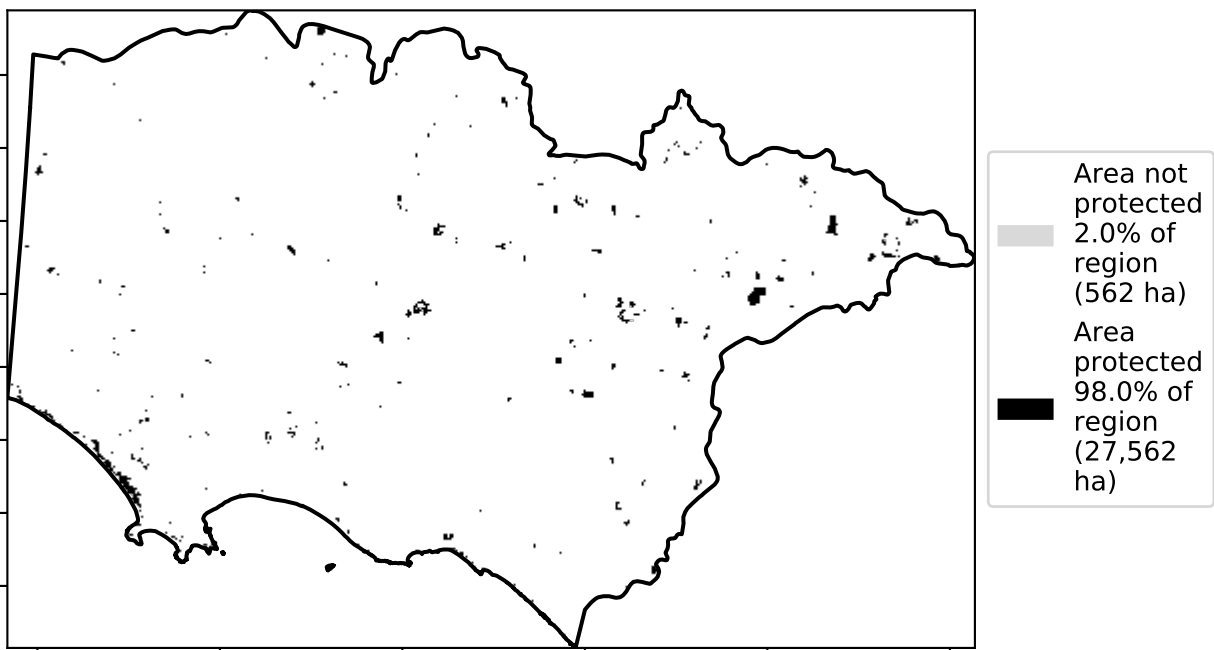 Area not
protected
2.0% of
region
(562 ha)
Area
protected
98.0% of
region
(27,562
ha)